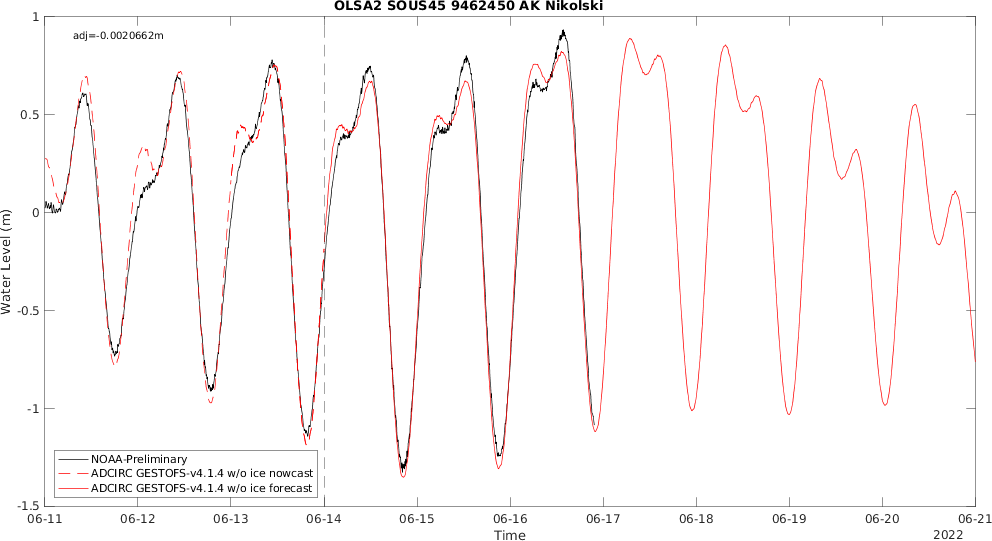 OLSA2 SOUS45 9462450 AK Nikolski
adj=-0.0020662m
1
0.5
0
-0.5
-1
-1.5
Water Level (m)
NOAA-Preliminary
ADCIRC GESTOFS-v4.1.4 w/o ice nowcast
ADCIRC GESTOFS-v4.1.4 w/o ice forecast
06-11 06-12 06-13 06-14 06-15 06-16 06-17 06-18 06-19 06-20 06-21
Time
2022